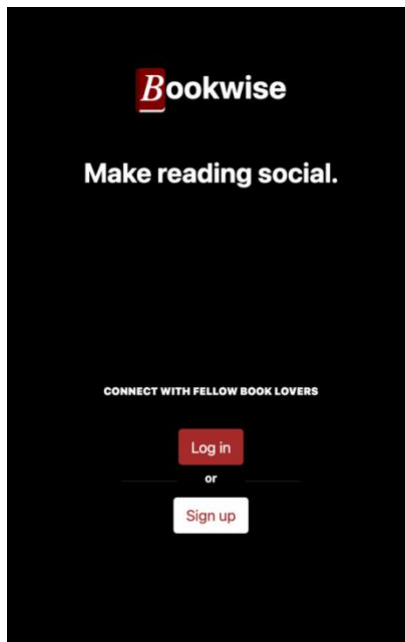 Bookwise
Make reading social.
CONNECT WITH FELLOW BOOK LOVERS
Log in
or
Sign up